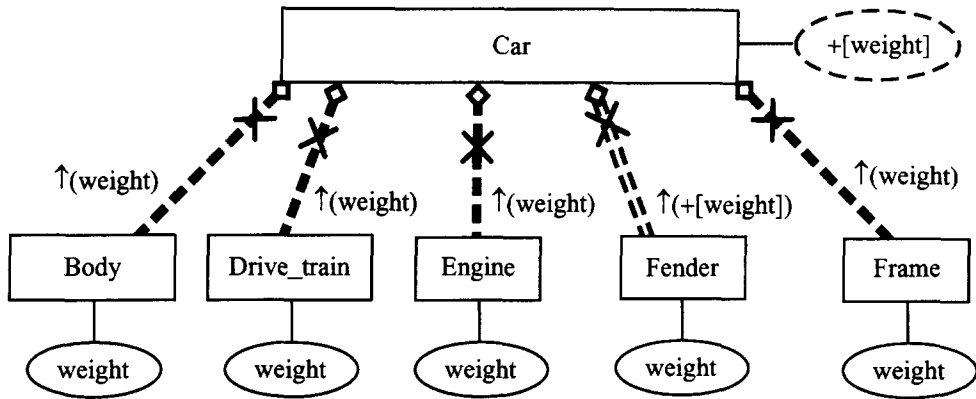 Car
+[weight]
↑(weight)
↑(weight)
↑(weight)
↑(+[weight])
↑(weight)
Body
Drive_train
Engine
Fender
Frame
weight
weight
weight
weight
weight